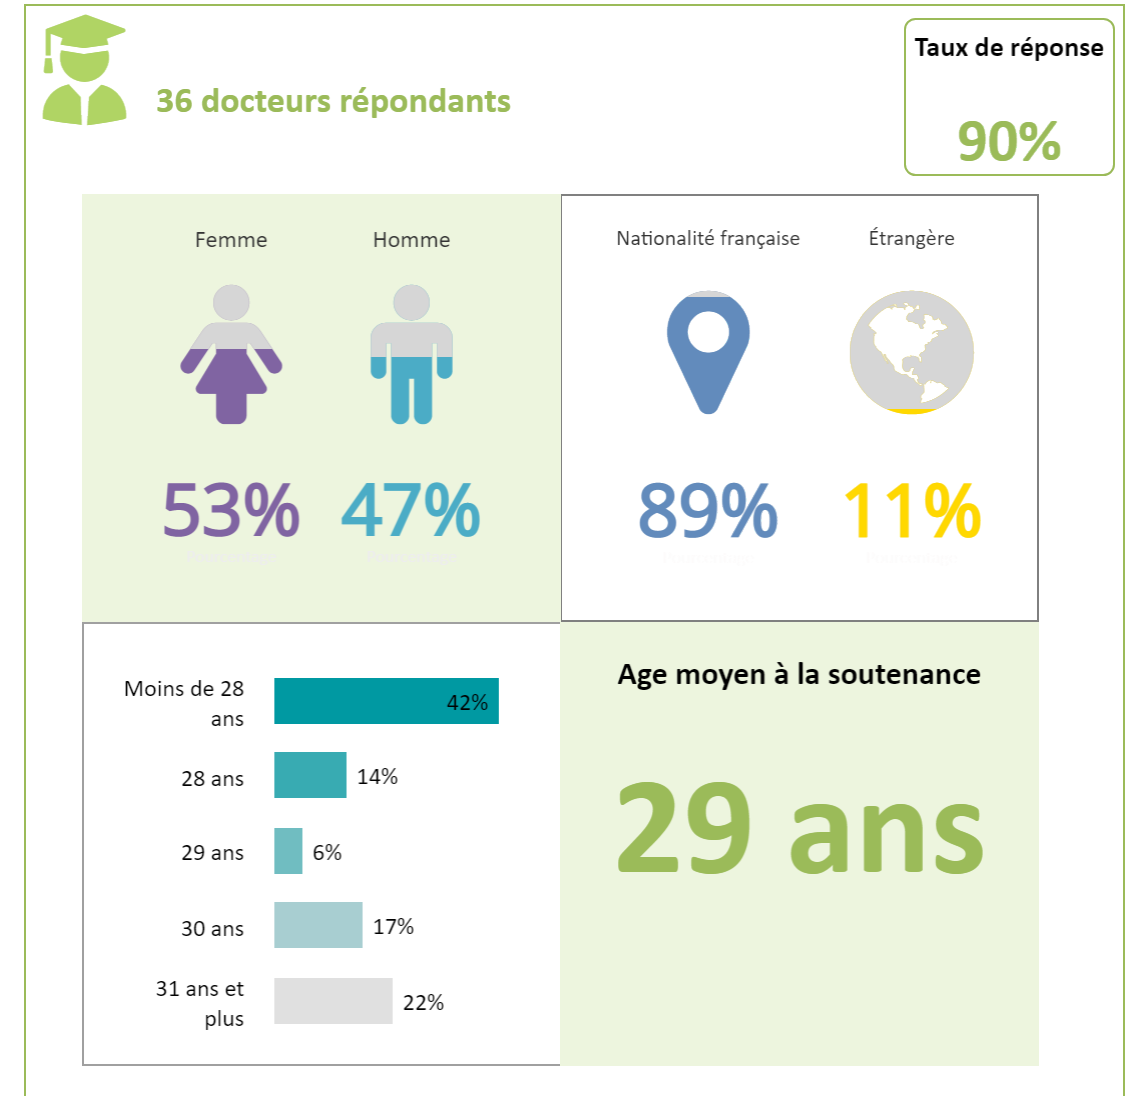 36 docteurs répondants
Taux de réponse
90%
Femme
Homme
53%
47%
Nationalité française
Étrangère
89%
11%
Moins de 28
ans
42%
28 ans
14%
29 ans
6%
30 ans
17%
31 ans et
plus
22%
Age moyen à la soutenance
29 ans